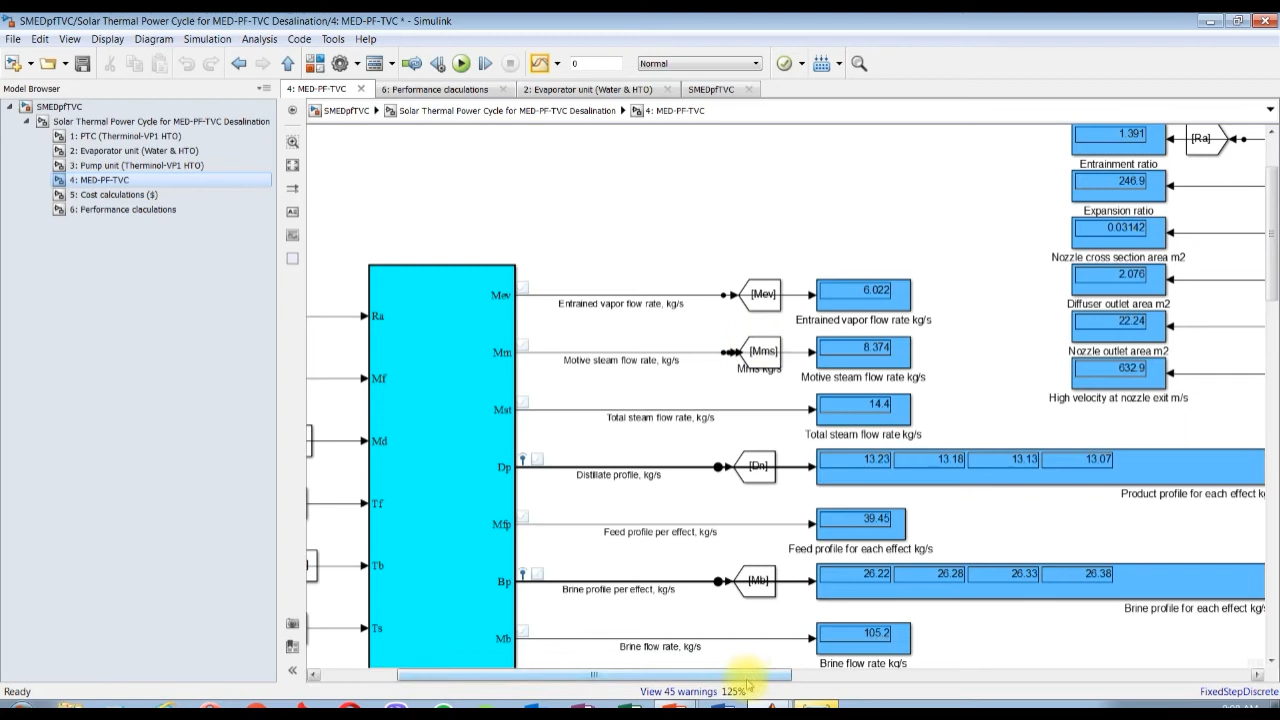 SMEDpfTVC/Solar Thermal Power Cycle for MED-PF-TVC Desalination/4: MED-PF-TVC * - Simulink
File Edit View Display Diagram Simulation Analysis Code Tools Help
0 Normal
Model Browser
4: MED-PF-TVC 6: Performance claculations 2: Evaporator unit (Water & HTO) SMEDpfTVC
SMEDpfTVC
Solar Thermal Power Cycle for MED-PF-TVC Desalination
1: PTC (Therminol-VP1 HTO)
2: Evaporator unit (Water & HTO)
3: Pump unit (Therminol-VP1 HTO)
4: MED-PF-TVC
5: Cost calculations ($)
6: Performance claculations
SMEDpfTVC Solar Thermal Power Cycle for MED-PF-TVC Desalination 4: MED-PF-TVC
1.391 [Ra]
Entrainment ratio
246.9
Expansion ratio
0.03142
Nozzle cross section area m2
2.076
Diffuser outlet area m2
22.24
Nozzle outlet area m2
632.9
High velocity at nozzle exit m/s
Ra
Mf
Md
Tf
Tb
Ts
Mev
Entrained vapor flow rate, kg/s
[Mev]
6.022
Entrained vapor flow rate kg/s
Mm
Motive steam flow rate, kg/s
[Mms]
Mms kg/s
8.374
Motive steam flow rate kg/s
Mst
Total steam flow rate, kg/s
14.4
Total steam flow rate kg/s
Dp
Distillate profile, kg/s
[Dn]
13.23 13.18 13.13 13.07
Product profile for each effect k
Mfp
Feed profile per effect, kg/s
39.45
Feed profile for each effect kg/s
Bp
Brine profile per effect, kg/s
[Mb]
26.22 26.28 26.33 26.38
Brine profile for each effect kg/
Mb
Brine flow rate, kg/s
105.2
Brine flow rate kg/s
Ready View 45 warnings 125% FixedStepDiscrete